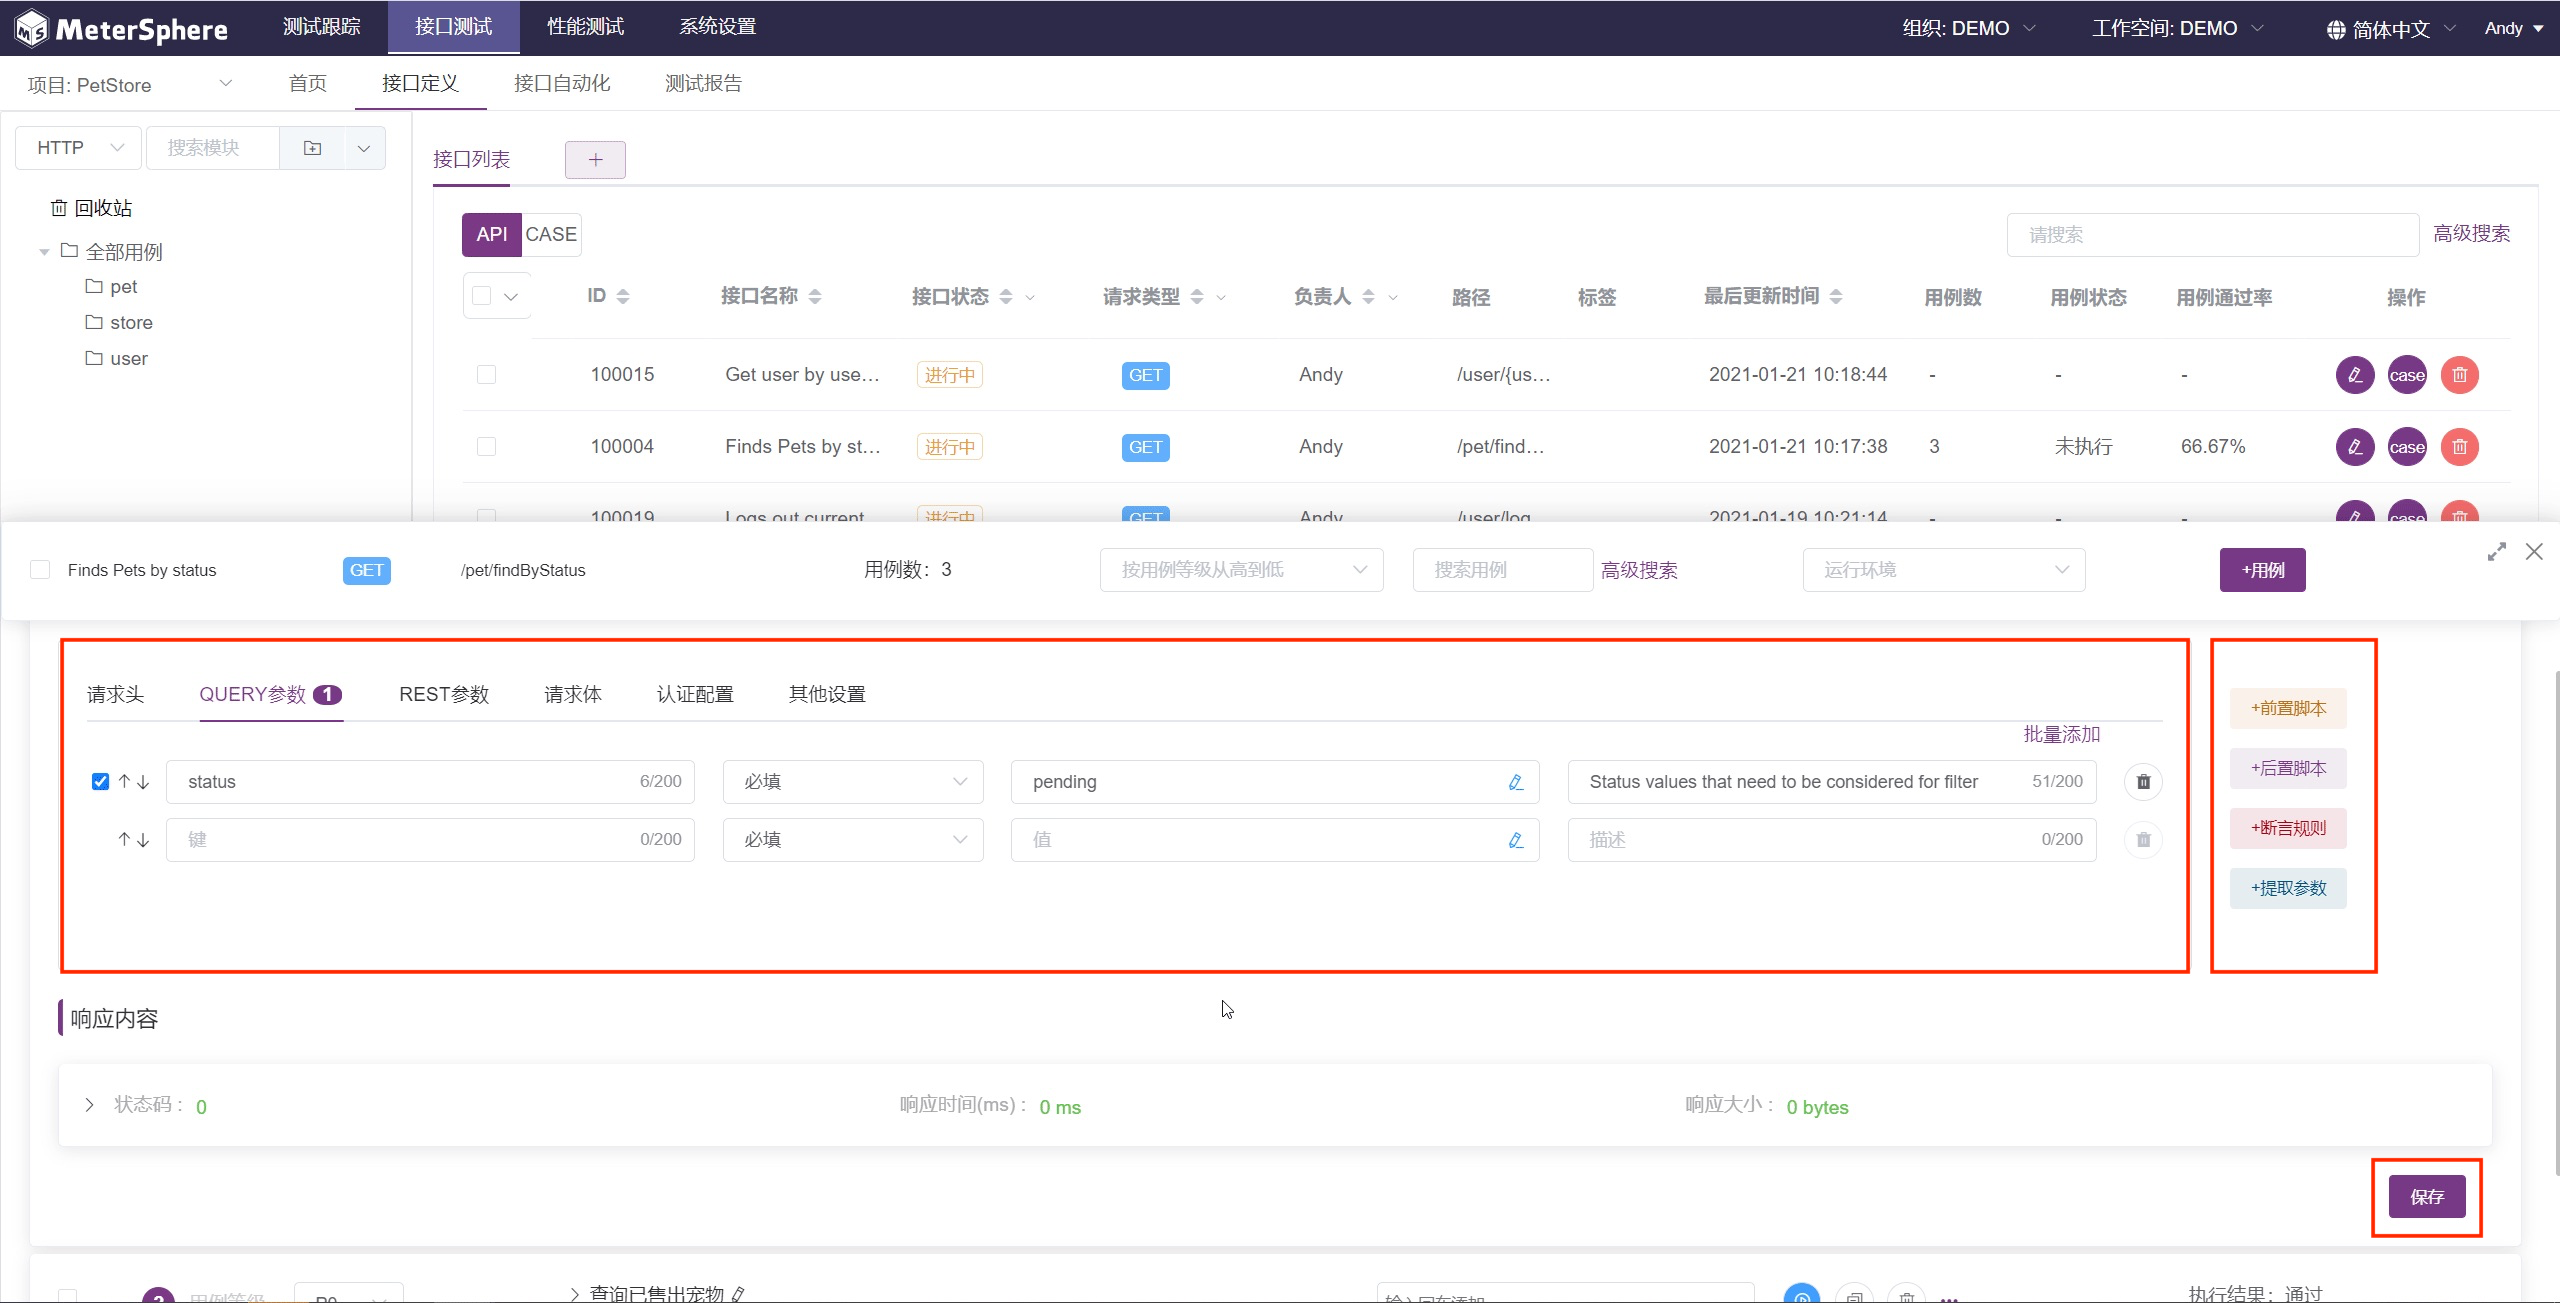 MeterSphere 测试跟踪 接口测试 性能测试 系统设置 组织: DEMO 工作空间: DEMO 简体中文 Andy
项目: PetStore 首页 接口定义 接口自动化 测试报告
HTTP 搜索模块
接口列表 +
回收站
全部用例
pet
store
user
API CASE 请搜索 高级搜索
ID 接口名称 接口状态 请求类型 负责人 路径 标签 最后更新时间 用例数 用例状态 用例通过率 操作
100015 Get user by use... 进行中 GET Andy /user/{us... 2021-01-21 10:18:44 - - - case
100004 Finds Pets by st... 进行中 GET Andy /pet/find... 2021-01-21 10:17:38 3 未执行 66.67% case
100019 Logs out current 进行中 GET Andy /user/log 2021-01-19 10:21:14 - - - case
Finds Pets by status GET /pet/findByStatus 用例数: 3 按用例等级从高到低 搜索用例 高级搜索 运行环境 +用例
请求头 QUERY参数 1 REST参数 请求体 认证配置 其他设置
批量添加
status 6/200 必填 pending Status values that need to be considered for filter 51/200
键 0/200 必填 值 描述 0/200
+前置脚本
+后置脚本
+断言规则
+提取参数
响应内容
状态码 : 0 响应时间(ms) : 0 ms 响应大小 : 0 bytes
保存
2 用例等级 P0 查询已售出宠物 执行结果: 通过